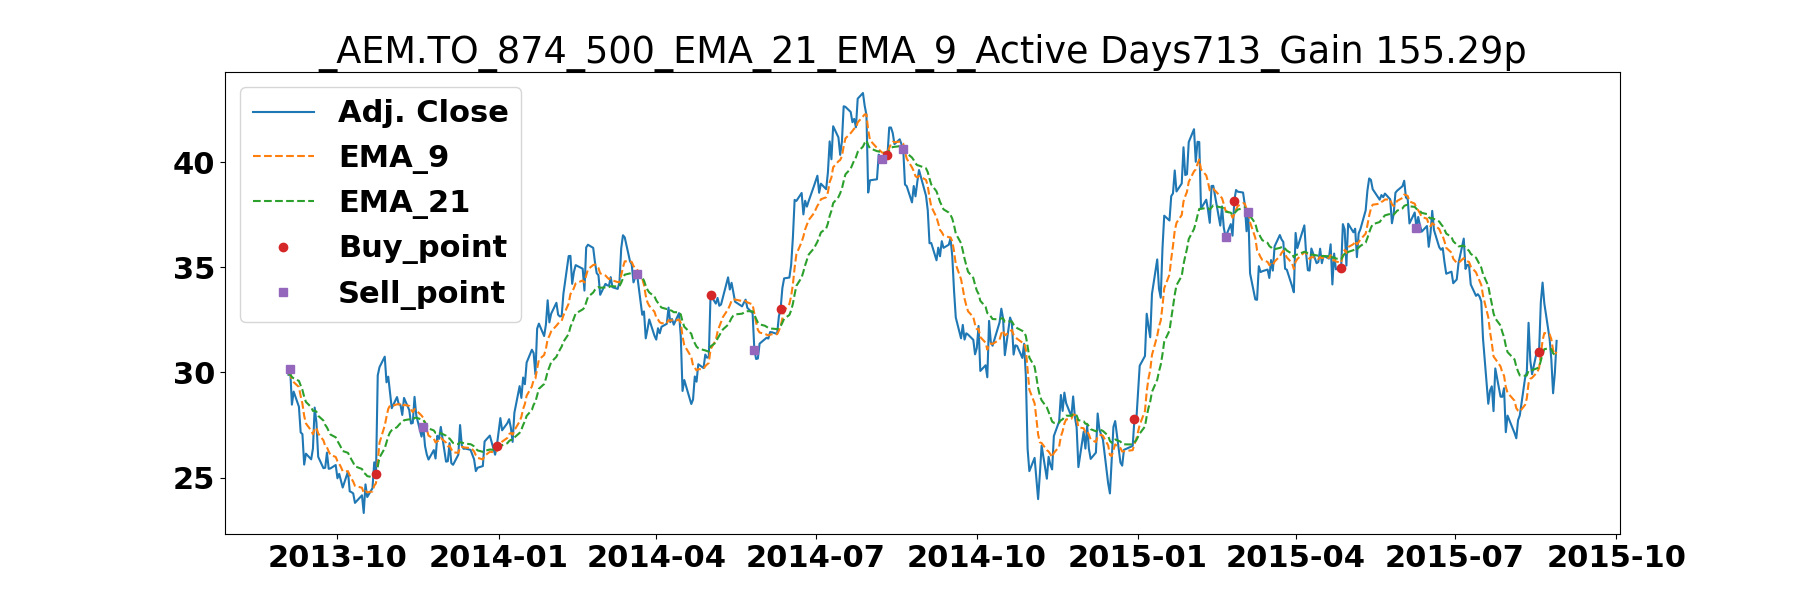 _AEM.TO_874_500_EMA_21_EMA_9_Active Days713_Gain 155.29p
Adj. Close
EMA_9
EMA_21
Buy_point
Sell_point
40
35
30
25
2013-10 2014-01 2014-04 2014-07 2014-10 2015-01 2015-04 2015-07 2015-10